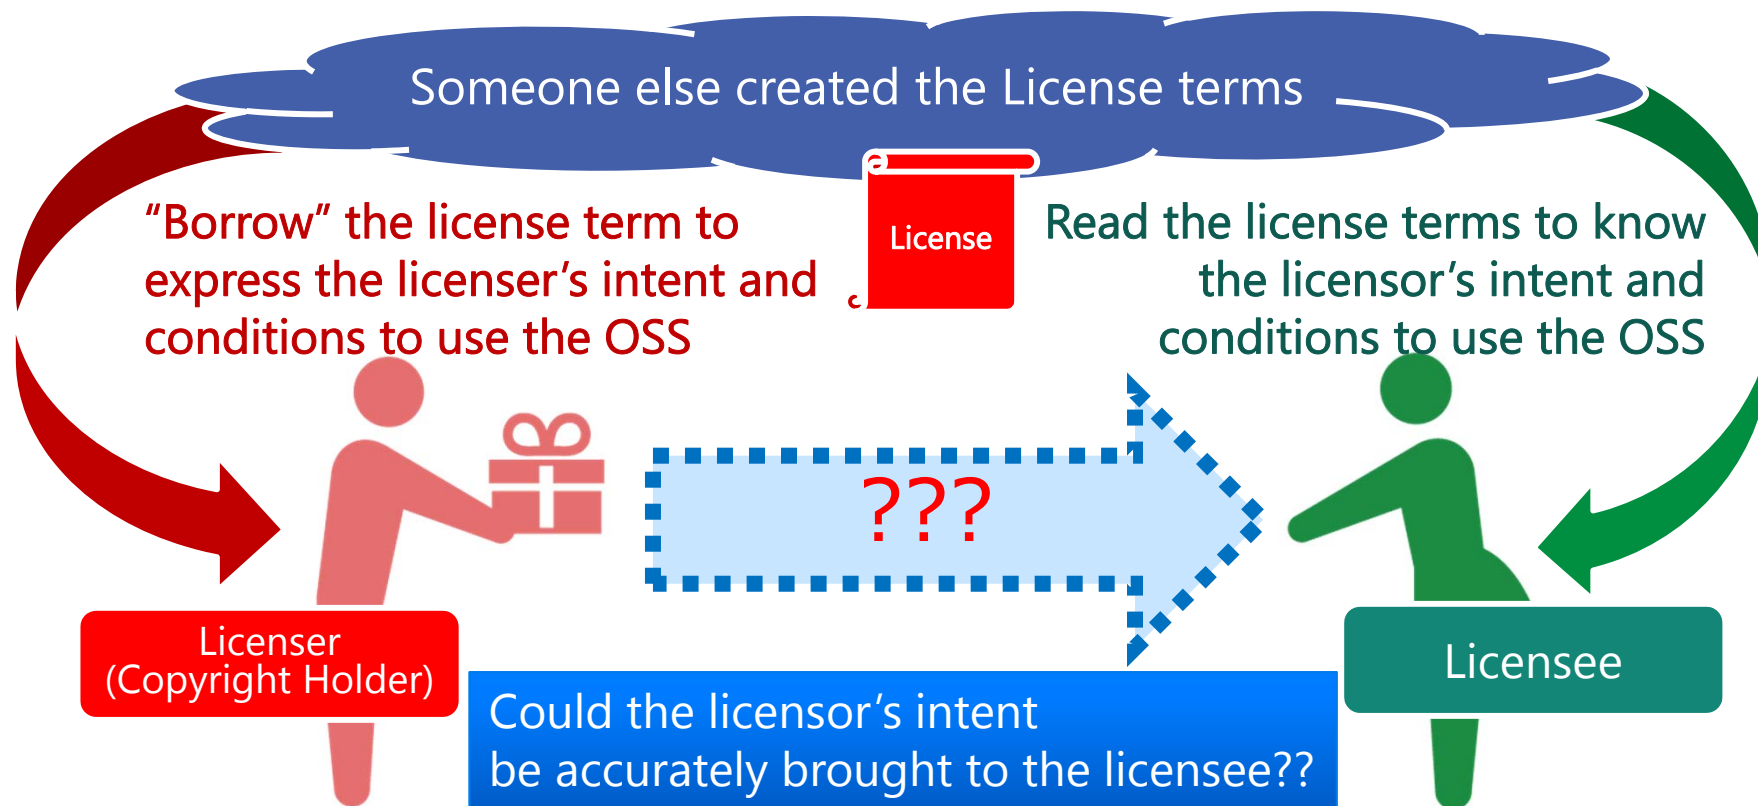 Someone else created the License terms
“Borrow” the license term to
express the licenser’s intent and
conditions to use the OSS
License
Read the license terms to know
the licensor’s intent and
conditions to use the OSS
???
Licenser
(Copyright Holder)
Licensee
Could the licensor’s intent
be accurately brought to the licensee??